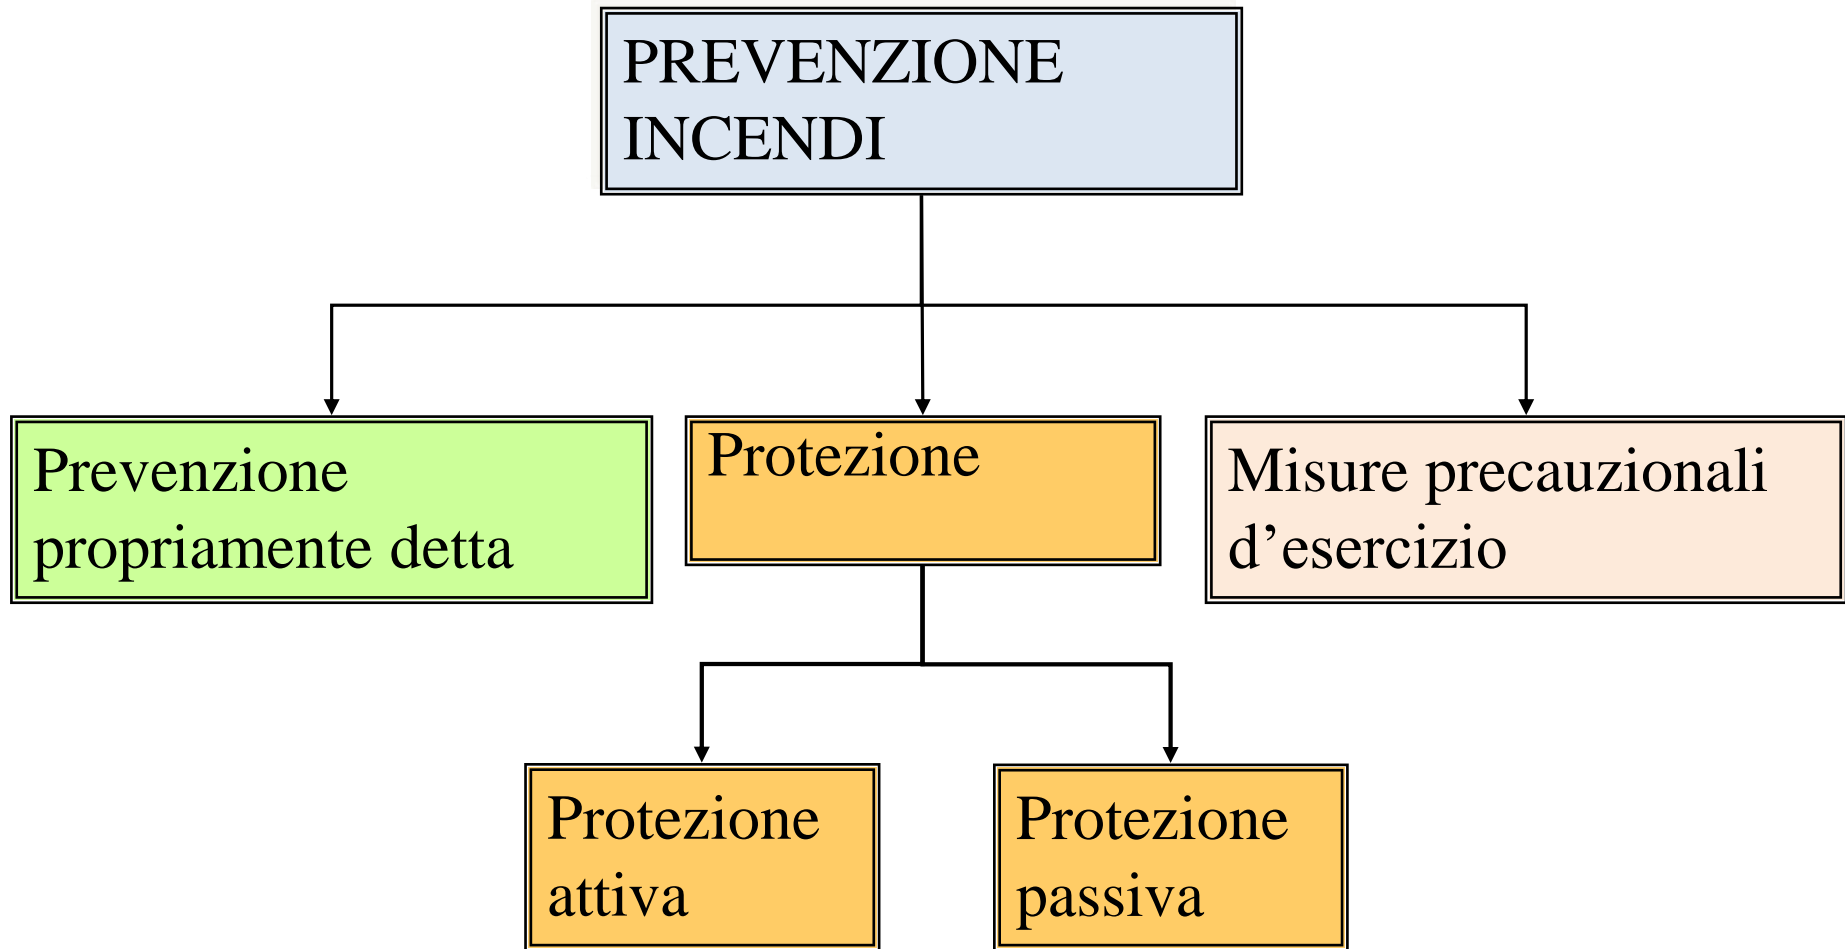 PREVENZIONE
INCENDI
Prevenzione
propriamente detta
Protezione
Misure precauzionali
d’esercizio
Protezione
attiva
Protezione
passiva